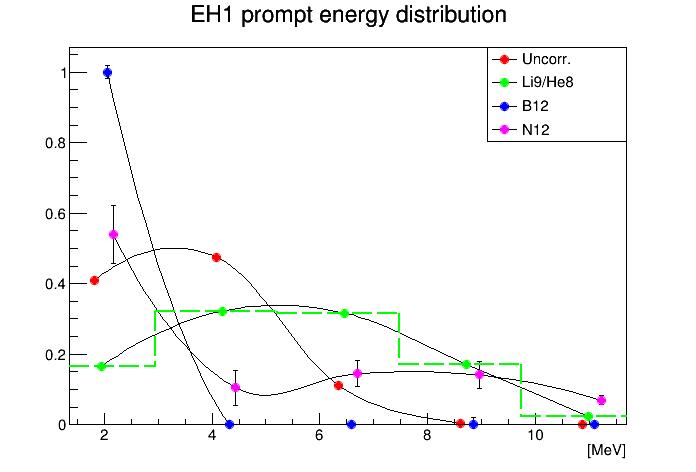 EH1 prompt energy distribution
Uncorr.
Li9/He8
B12
N12
1
0.8
0.6
0.4
0.2
0
2 4 6 8 10
[MeV]